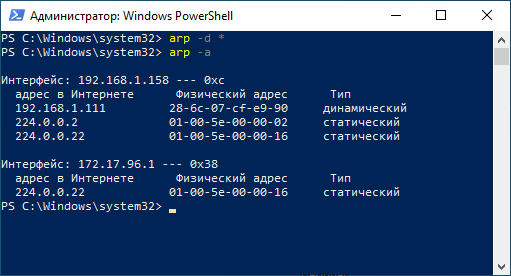 Администратор: Windows PowerShell
PS C:\Windows\system32> arp -d *
PS C:\Windows\system32> arp -a
Интерфейс: 192.168.1.158 --- 0xc
адрес в Интернете Физический адрес Тип
192.168.1.111 28-6c-07-cf-e9-90 динамический
224.0.0.2 01-00-5e-00-00-02 статический
224.0.0.22 01-00-5e-00-00-16 статический
Интерфейс: 172.17.96.1 --- 0x38
адрес в Интернете Физический адрес Тип
224.0.0.22 01-00-5e-00-00-16 статический
PS C:\Windows\system32>